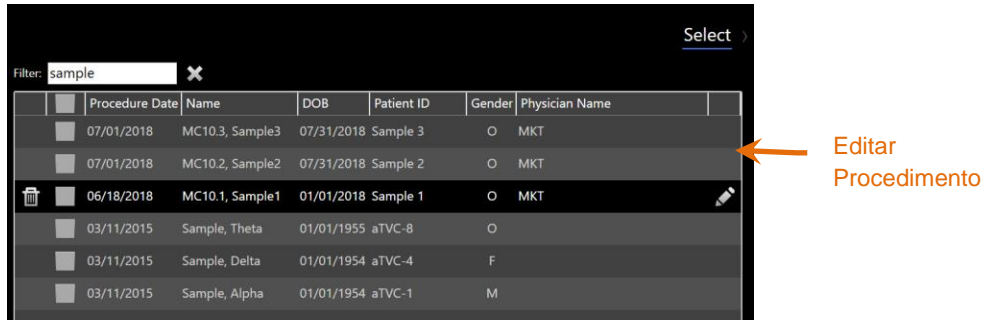 Select
Filter: sample
Procedure Date Name DOB Patient ID Gender Physician Name
07/01/2018 MC10.3, Sample3 07/31/2018 Sample 3 O MKT
07/01/2018 MC10.2, Sample2 07/31/2018 Sample 2 O MKT
06/18/2018 MC10.1, Sample1 01/01/2018 Sample 1 O MKT
03/11/2015 Sample, Theta 01/01/1955 aTVC-8 O
03/11/2015 Sample, Delta 01/01/1954 aTVC-4 F
03/11/2015 Sample, Alpha 01/01/1954 aTVC-1 M
Editar
Procedimento